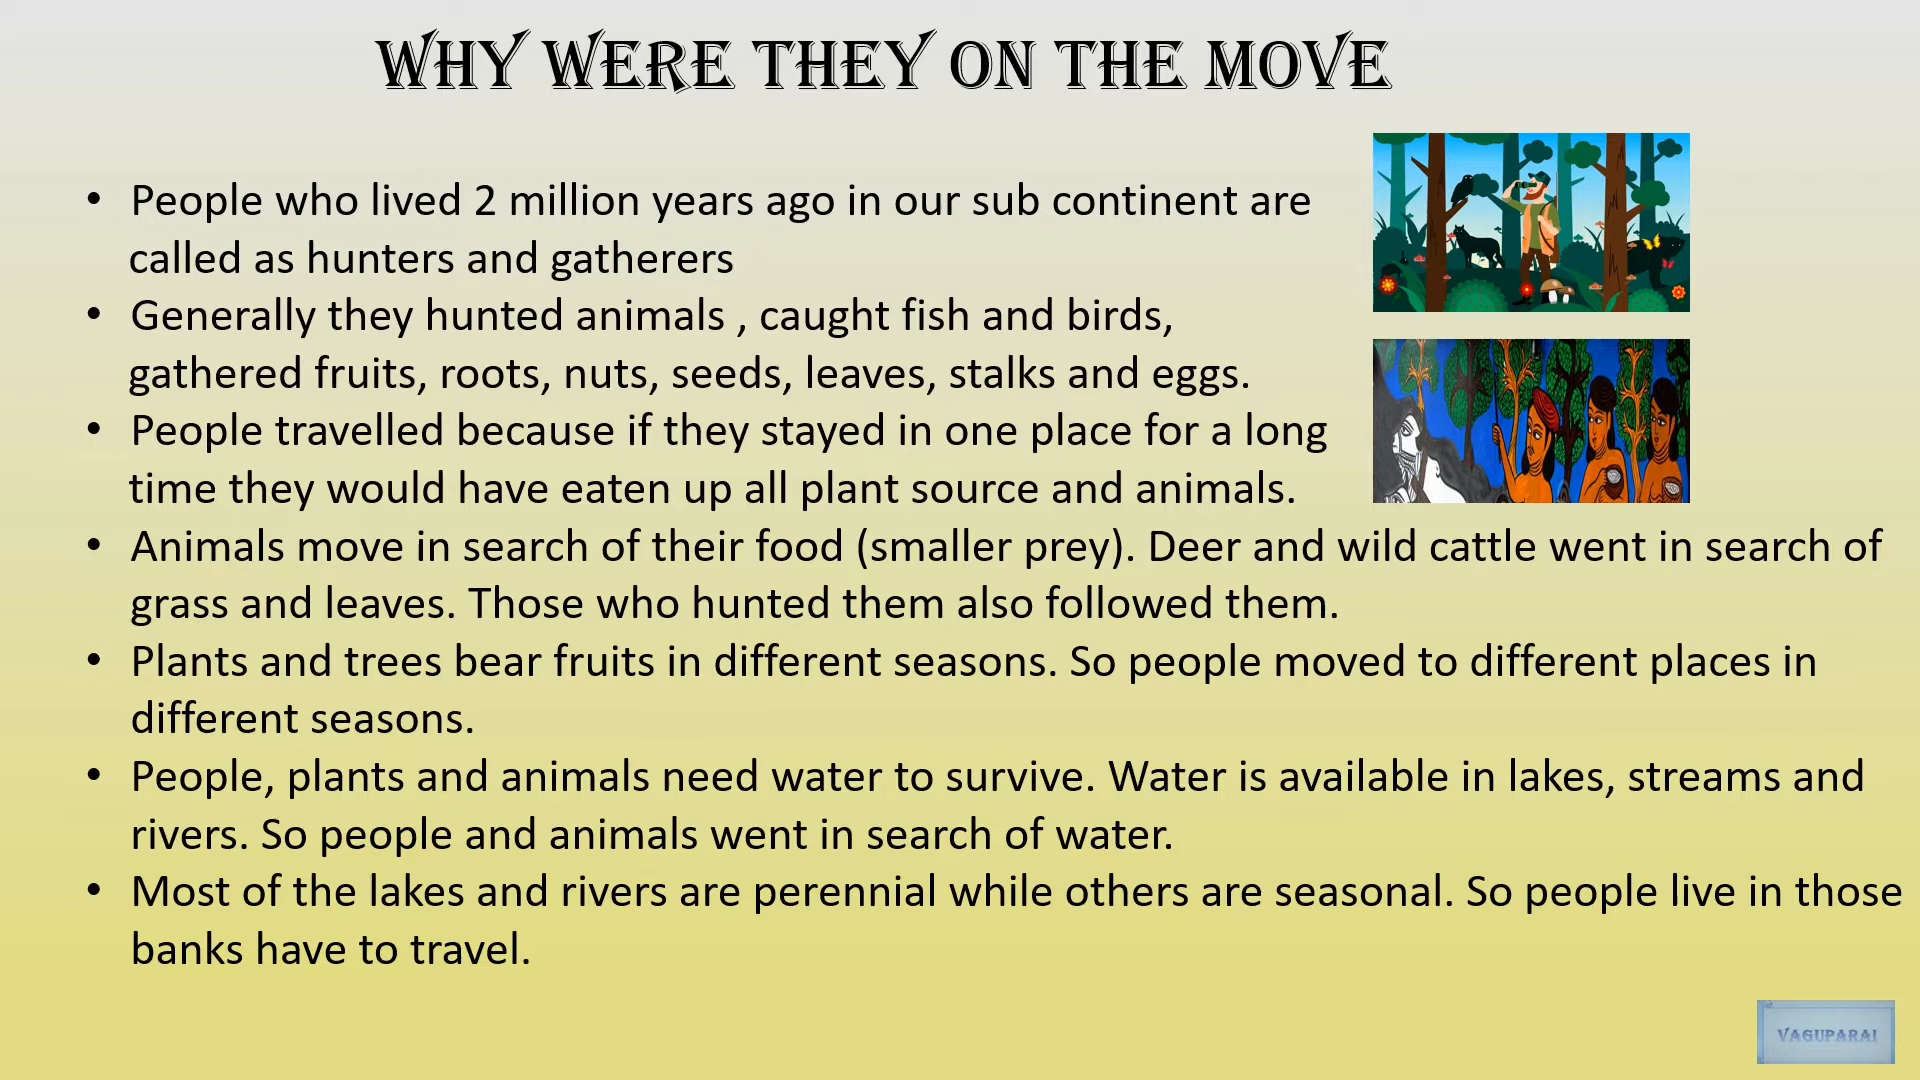 WHY WERE THEY ON THE MOVE
• People who lived 2 million years ago in our sub continent are
called as hunters and gatherers
• Generally they hunted animals , caught fish and birds,
gathered fruits, roots, nuts, seeds, leaves, stalks and eggs.
• People travelled because if they stayed in one place for a long
time they would have eaten up all plant source and animals.
• Animals move in search of their food (smaller prey). Deer and wild cattle went in search of
grass and leaves. Those who hunted them also followed them.
• Plants and trees bear fruits in different seasons. So people moved to different places in
different seasons.
• People, plants and animals need water to survive. Water is available in lakes, streams and
rivers. So people and animals went in search of water.
• Most of the lakes and rivers are perennial while others are seasonal. So people live in those
banks have to travel.
VAGUPARAI